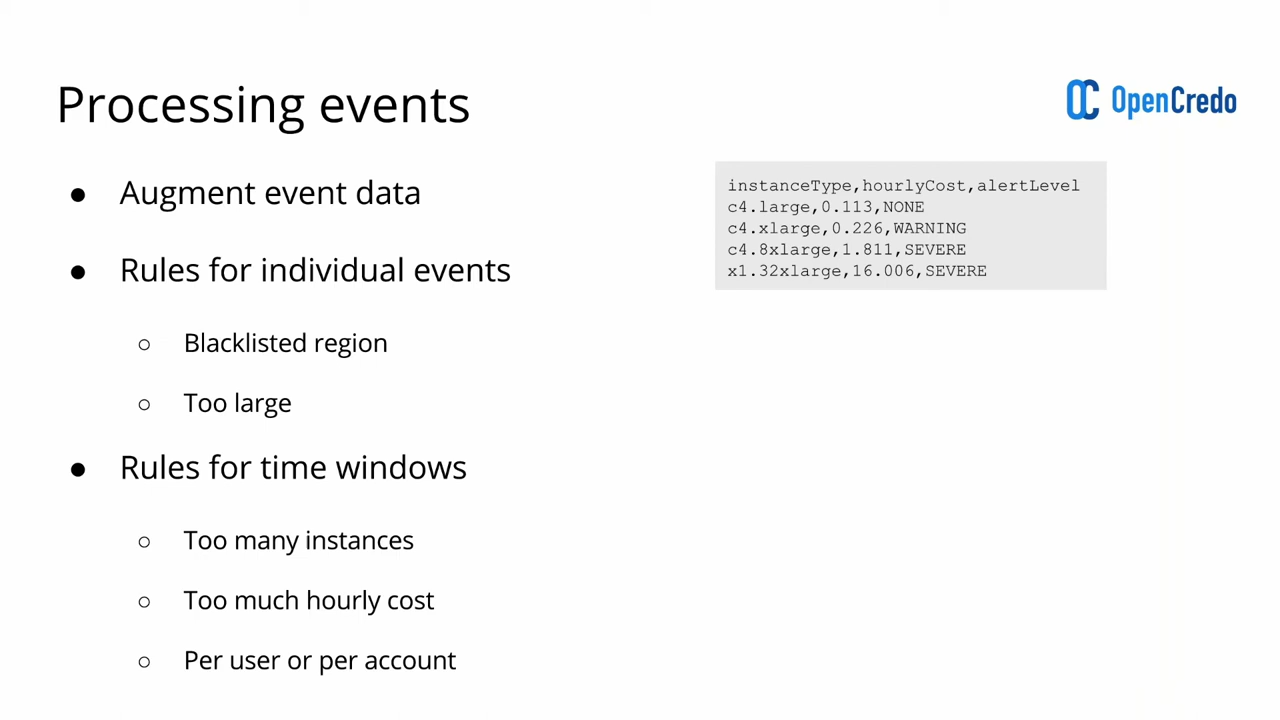 Processing events
OpenCredo
● Augment event data
● Rules for individual events
○ Blacklisted region
○ Too large
● Rules for time windows
○ Too many instances
○ Too much hourly cost
○ Per user or per account
instanceType,hourlyCost,alertLevel
c4.large,0.113,NONE
c4.xlarge,0.226,WARNING
c4.8xlarge,1.811,SEVERE
x1.32xlarge,16.006,SEVERE